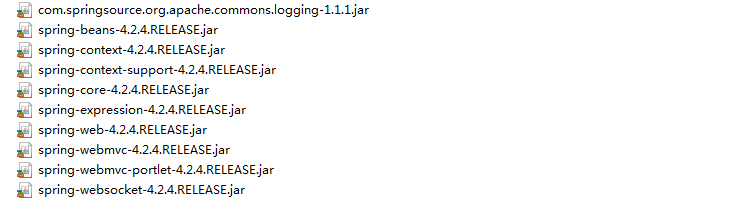 com.springsource.org.apache.commons.logging-1.1.1.jar
spring-beans-4.2.4.RELEASE.jar
spring-context-4.2.4.RELEASE.jar
spring-context-support-4.2.4.RELEASE.jar
spring-core-4.2.4.RELEASE.jar
spring-expression-4.2.4.RELEASE.jar
spring-web-4.2.4.RELEASE.jar
spring-webmvc-4.2.4.RELEASE.jar
spring-webmvc-portlet-4.2.4.RELEASE.jar
spring-websocket-4.2.4.RELEASE.jar